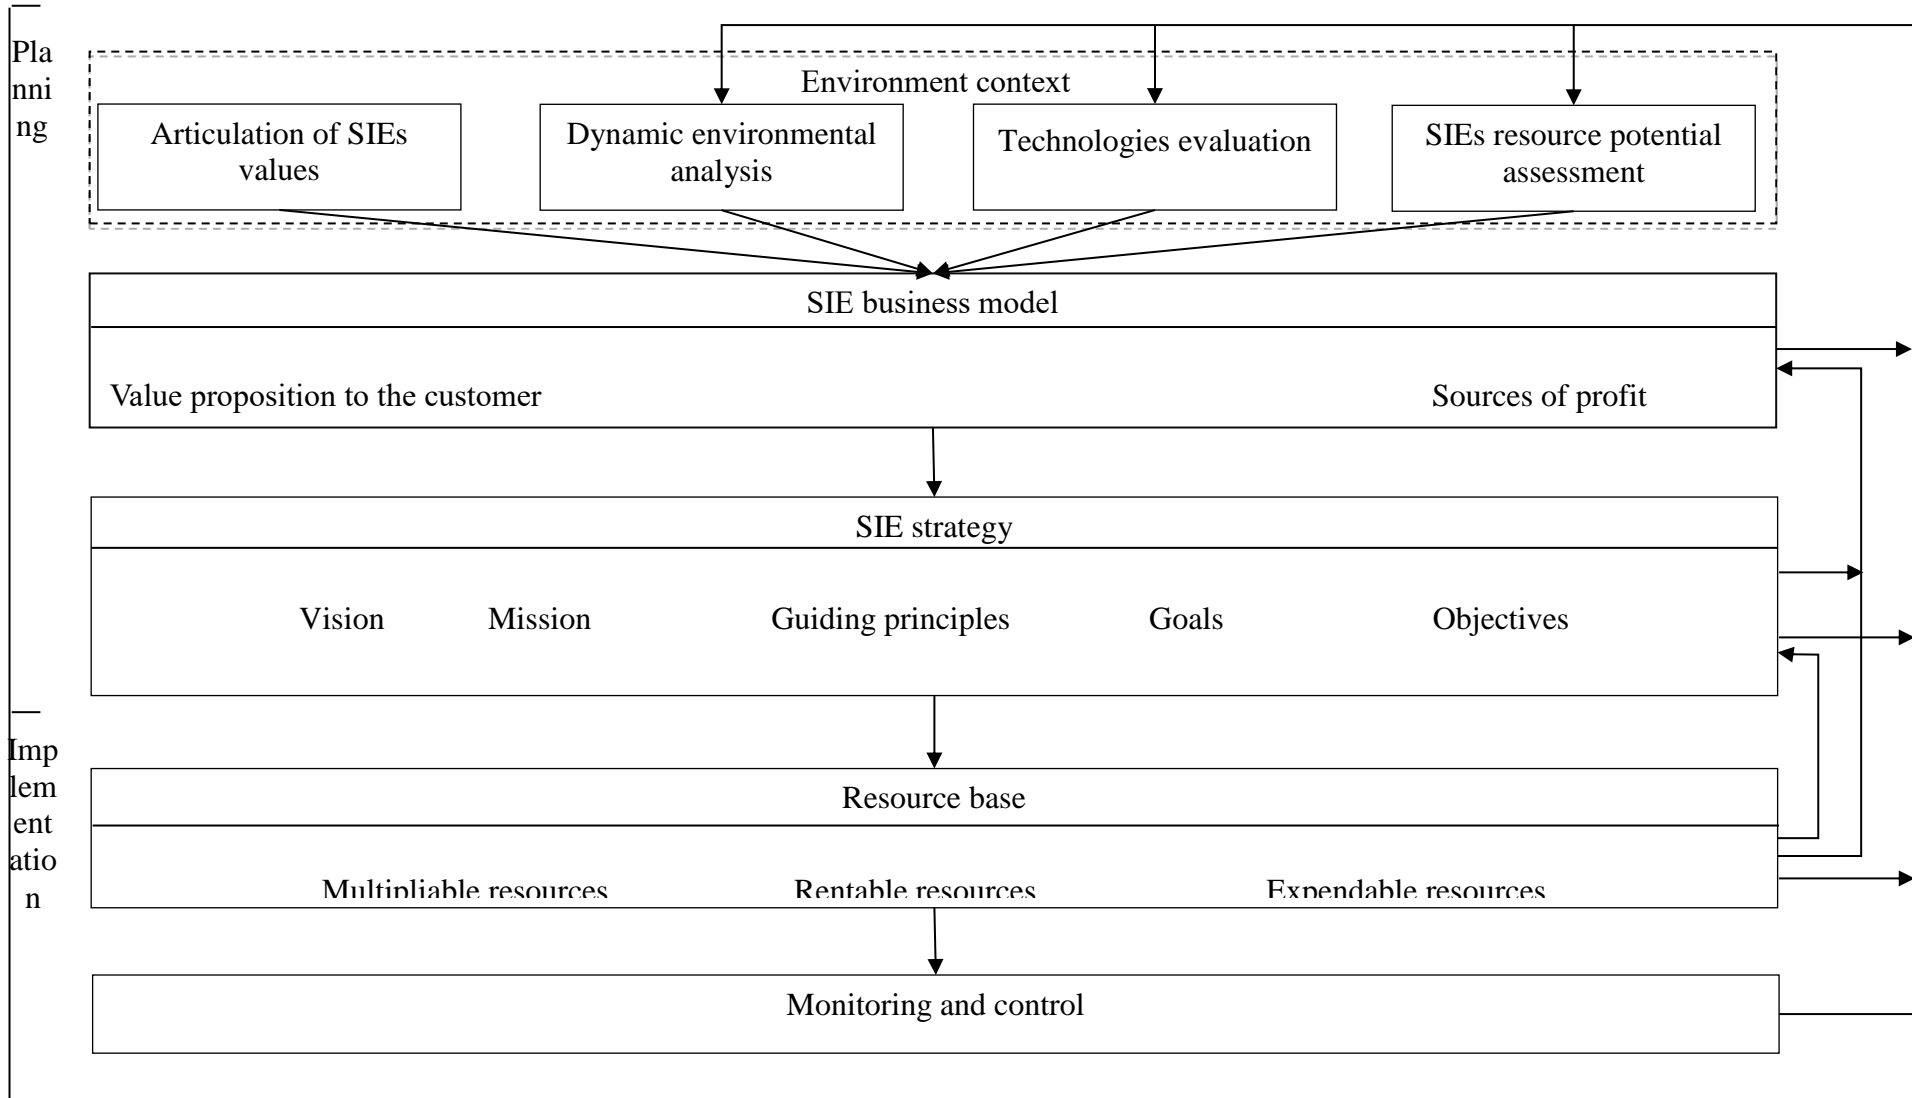 Pla
nni
ng
Environment context
Articulation of SIEs
values
Dynamic environmental
analysis
Technologies evaluation
SIEs resource potential
assessment
SIE business model
Value proposition to the customer
Sources of profit
SIE strategy
Vision
Mission
Guiding principles
Goals
Objectives
Imp
lem
ent
atio
n
Resource base
Multipliable resources
Rentable resources
Expendable resources
Monitoring and control